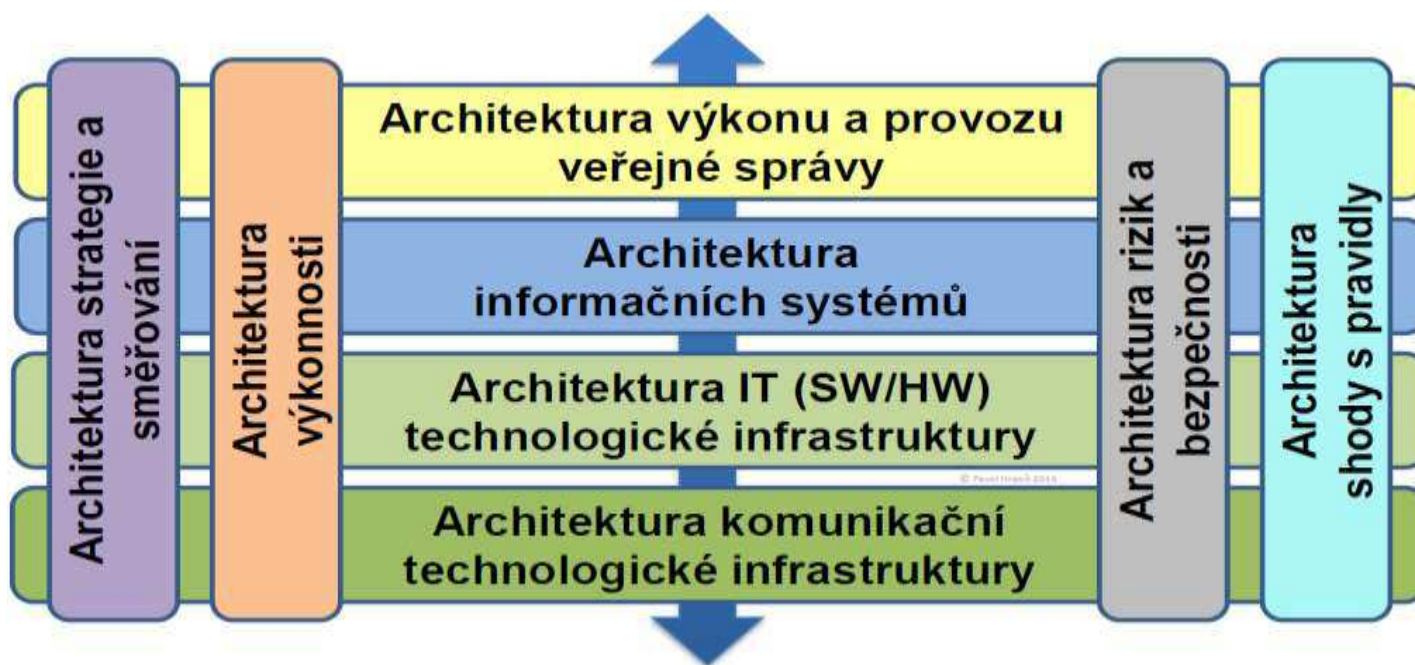 Architektura strategie a
směřování
Architektura
výkonnosti
Architektura výkonu a provozu
veřejné správy
Architektura
informačních systémů
Architektura IT (SW/HW)
technologické infrastruktury
Architektura komunikační
technologické infrastruktury
Architektura rizik a
bezpečnosti
Architektura
shody s pravidly